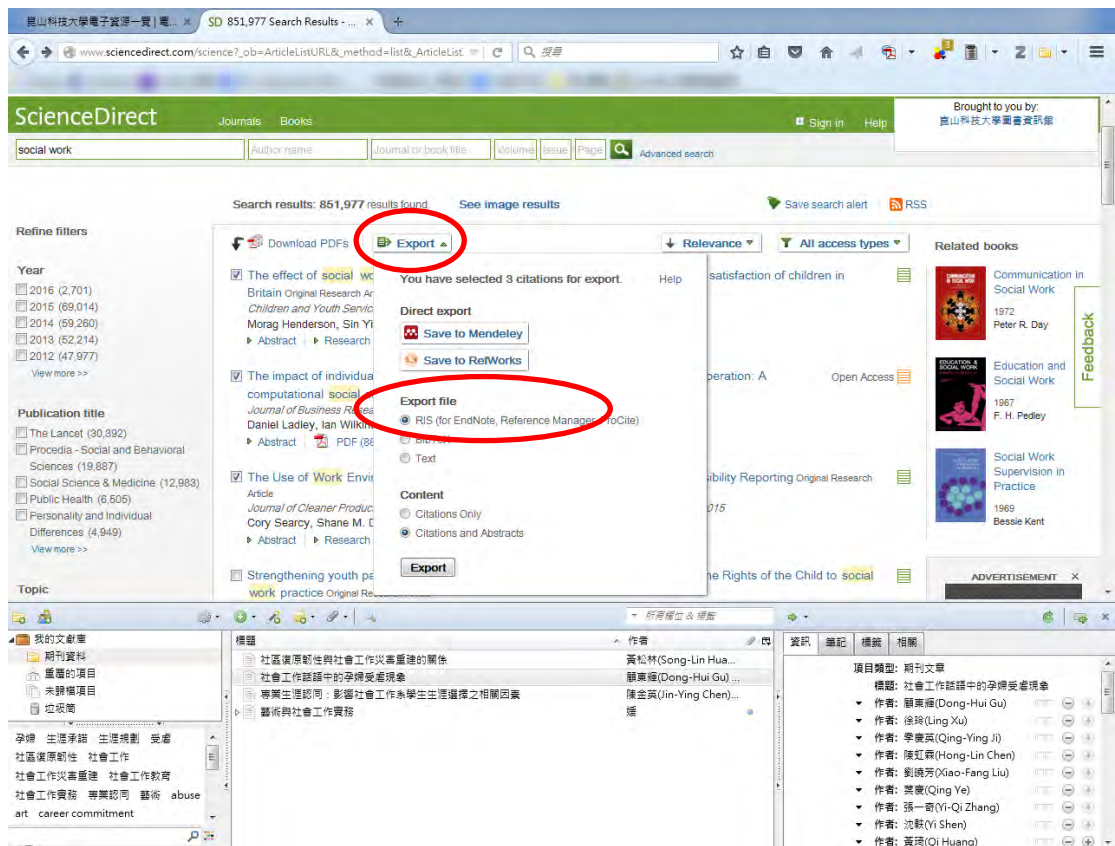 崑山科技大學電子資源一覽 | 電...
SD 851,977 Search Results - ...
www.sciencedirect.com/science?_ob=ArticleListURL&_method=list&_ArticleList
搜尋
ScienceDirect
Journals Books
Sign in Help
Brought to you by:
崑山科技大學圖書資訊館
social work
Author name
Journal or book title
Volume
Issue
Page
Advanced search
Search results: 851,977 results found.
See image results
Save search alert
RSS
Refine filters
Year
2016 (2,701)
2015 (69,014)
2014 (59,260)
2013 (52,214)
2012 (47,977)
View more >>
Publication title
The Lancet (30,392)
Procedia - Social and Behavioral
Sciences (19,887)
Social Science & Medicine (12,983)
Public Health (6,505)
Personality and Individual
Differences (4,949)
View more >>
Topic
Download PDFs
Export
Relevance
All access types
The effect of social wo
satisfaction of children in
Britain Original Research Ar
Children and Youth Servic
Morag Henderson, Sin Yi
Abstract Research
The impact of individua
peration: A
Open Access
computational social
Journal of Business Resea
Daniel Ladley, Ian Wilkin
Abstract PDF (88
The Use of Work Envir
ibility Reporting Original Research
Article
Journal of Cleaner Produc
015
Cory Searcy, Shane M. D
Abstract Research
Strengthening youth pa
he Rights of the Child to social
work practice Original Re
You have selected 3 citations for export.
Help
Direct export
Save to Mendeley
Save to RefWorks
Export file
RIS (for EndNote, Reference Manager, ProCite)
BibTeX
Text
Content
Citations Only
Citations and Abstracts
Export
Related books
Communication in
Social Work
1972
Peter R. Day
Education and
Social Work
1967
F. H. Pedley
Social Work
Supervision in
Practice
1969
Bessie Kent
Feedback
ADVERTISEMENT X
所有欄位 & 標籤
我的文獻庫
期刊資料
重覆的項目
未歸檔項目
垃圾筒
孕婦 生涯承諾 生涯規劃 受虐
社區復原韌性 社會工作
社會工作災害重建 社會工作教育
社會工作實務 專業認同 藝術 abuse
art career commitment
標題
作者
社區復原韌性與社會工作災害重建的關係
黃松林(Song-Lin Hua...
社會工作話語中的孕婦受虐現象
顧東輝(Dong-Hui Gu) ...
專業生涯認同：影響社會工作系學生生涯選擇之相關因素
陳金英(Jin-Ying Chen)...
藝術與社會工作實務
資訊 筆記 標籤 相關
項目類型: 期刊文章
標題: 社會工作話語中的孕婦受虐現象
作者: 顧東輝(Dong-Hui Gu)
作者: 徐玲(Ling Xu)
作者: 季慶英(Qing-Ying Ji)
作者: 陳虹霖(Hong-Lin Chen)
作者: 劉曉芳(Xiao-Fang Liu)
作者: 葉慶(Qing Ye)
作者: 張一奇(Yi-Qi Zhang)
作者: (Yi Shen)
作者: 黃琦(Qi Huang)